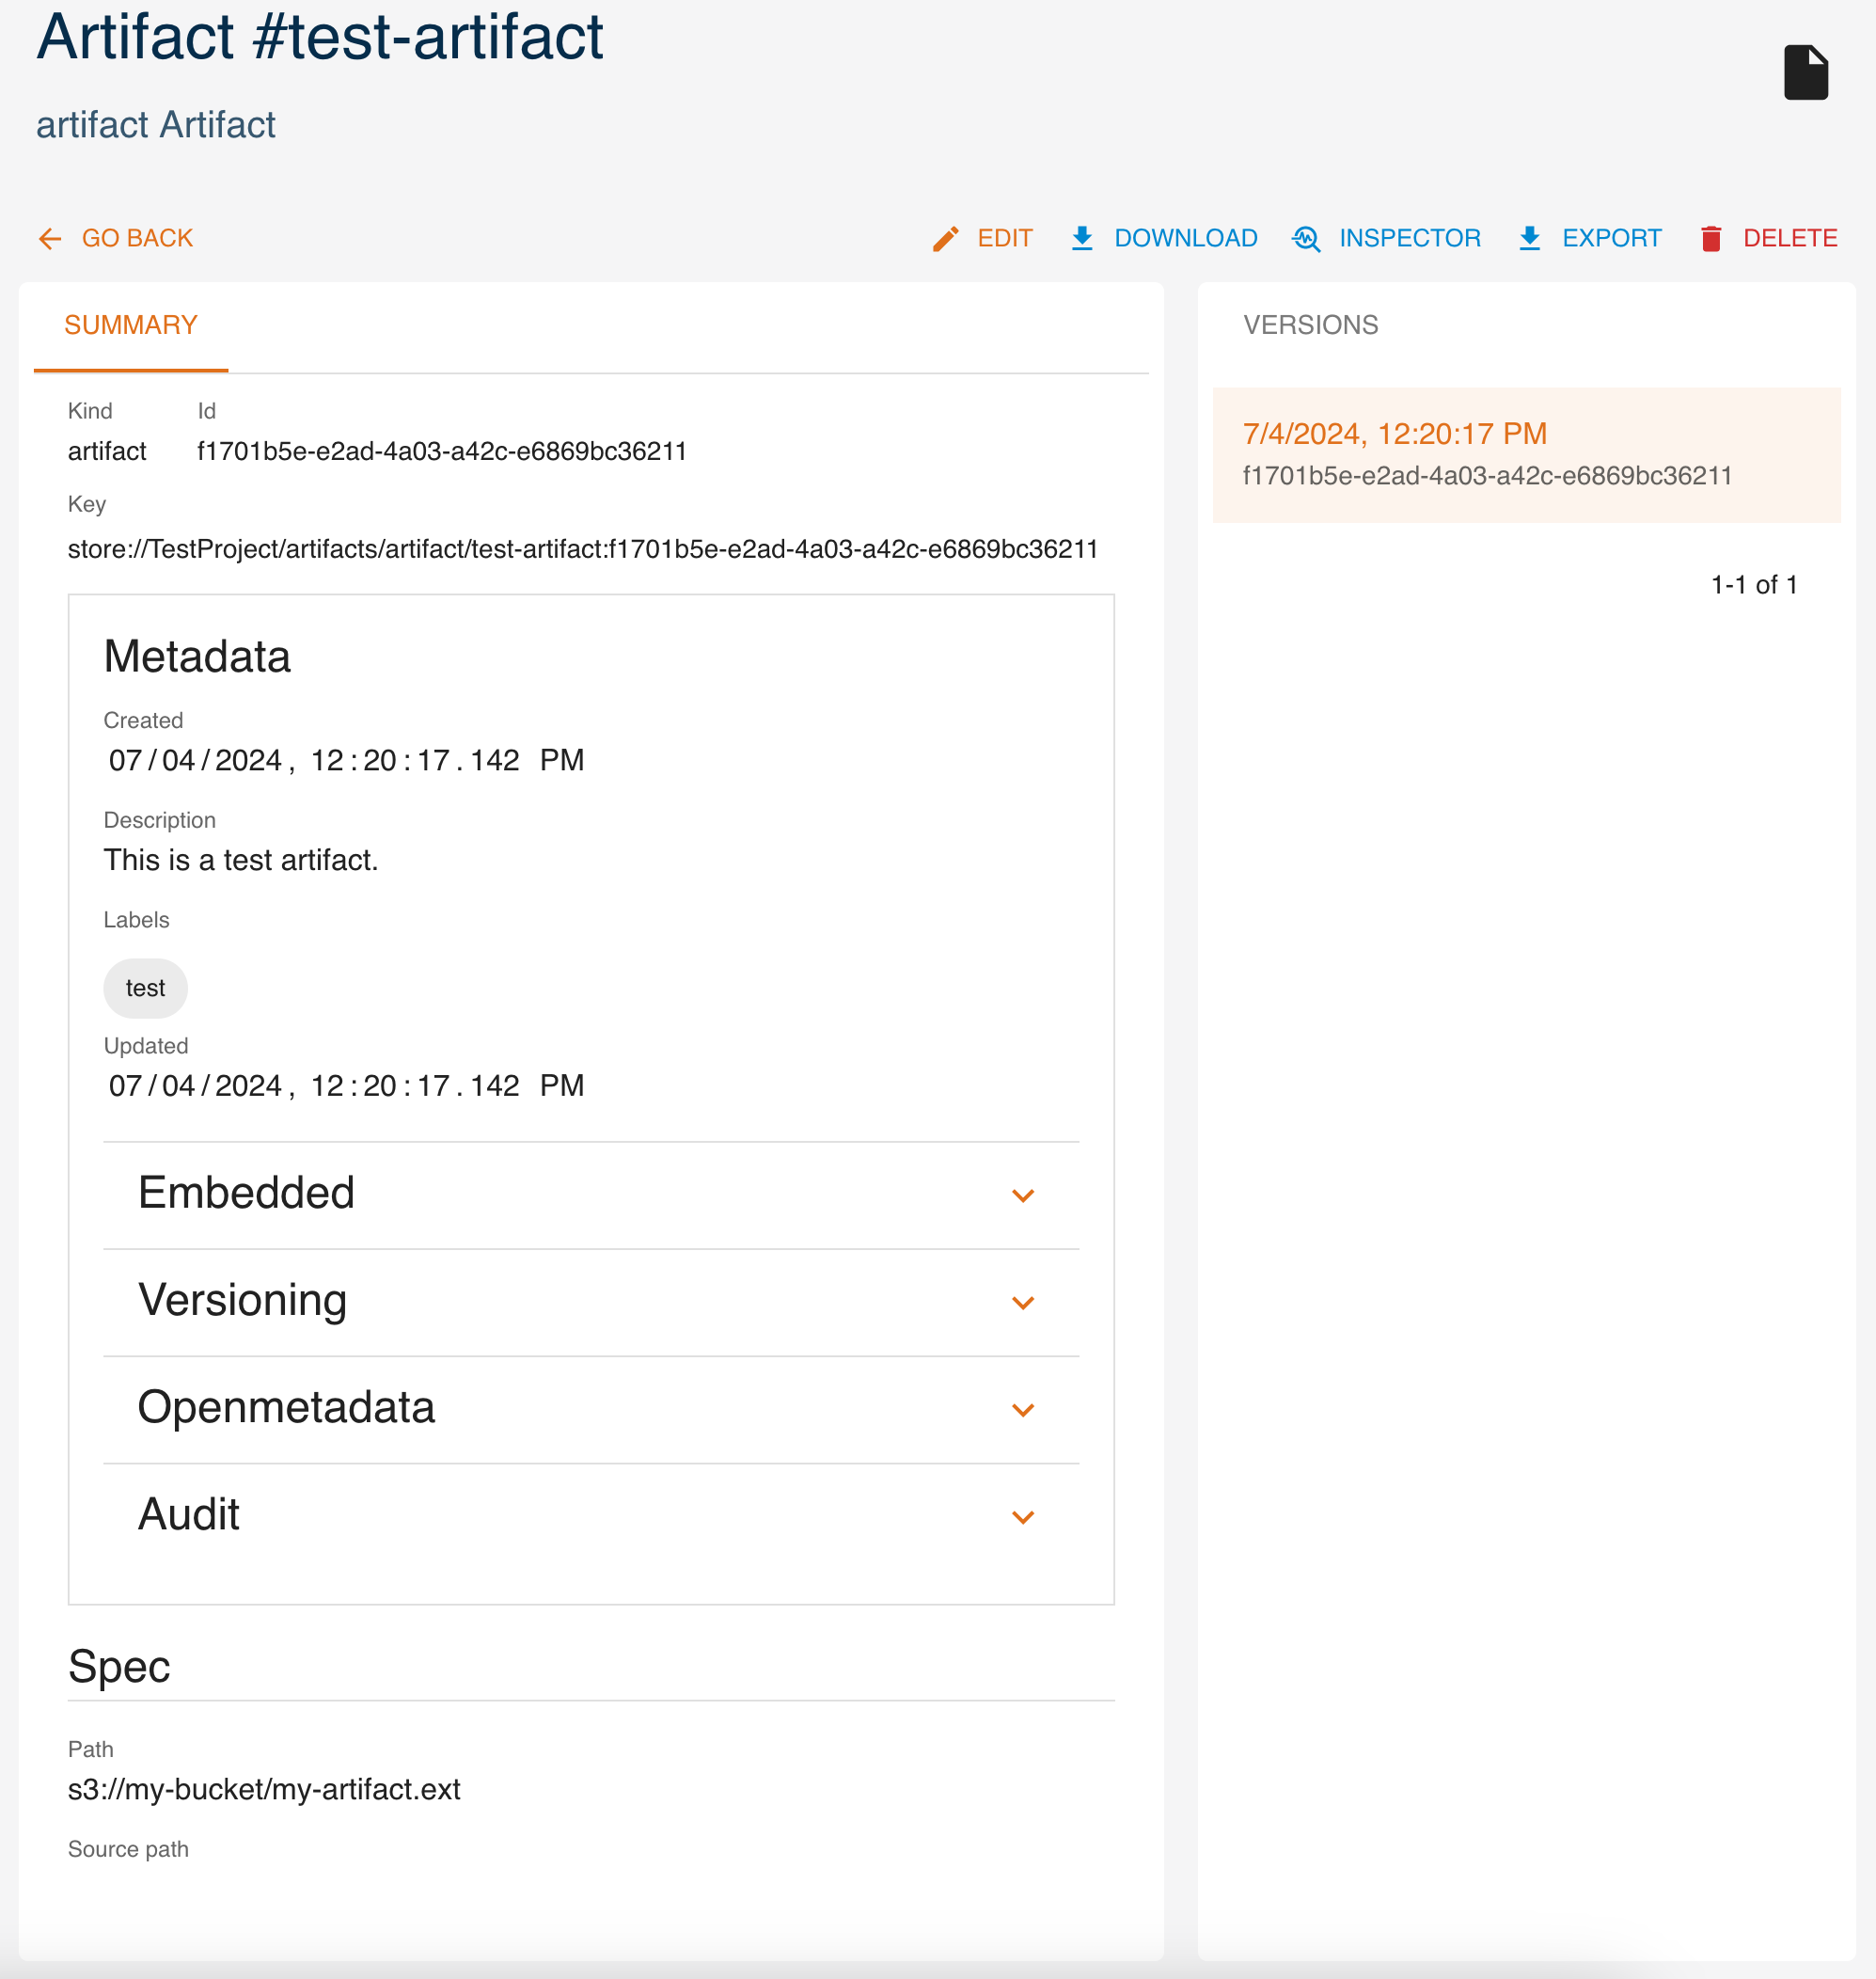 Artifact #test-artifact
artifact Artifact
GO BACK
EDIT
DOWNLOAD
INSPECTOR
EXPORT
DELETE
SUMMARY
Kind
Id
artifact
f1701b5e-e2ad-4a03-a42c-e6869bc36211
Key
store://TestProject/artifacts/artifact/test-artifact:f1701b5e-e2ad-4a03-a42c-e6869bc36211
Metadata
Created
07/04/2024, 12:20:17.142 PM
Description
This is a test artifact.
Labels
test
Updated
07/04/2024, 12:20:17.142 PM
Embedded
Versioning
Openmetadata
Audit
Spec
Path
s3://my-bucket/my-artifact.ext
Source path
VERSIONS
7/4/2024, 12:20:17 PM
f1701b5e-e2ad-4a03-a42c-e6869bc36211
1-1 of 1